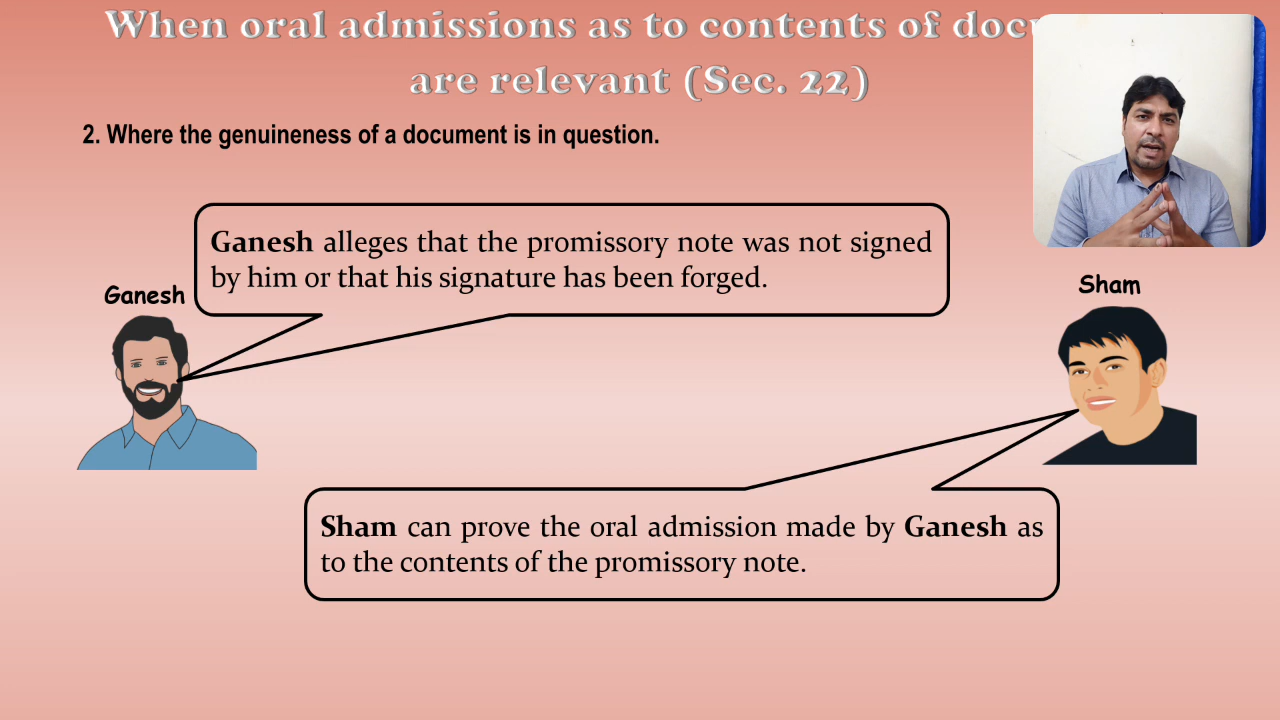 When oral admissions as to contents of
are relevant (Sec. 22)
2. Where the genuineness of a document is in question.
Ganesh alleges that the promissory note was not signed
by him or that his signature has been forged.
Ganesh
Sham
Sham can prove the oral admission made by Ganesh as
to the contents of the promissory note.